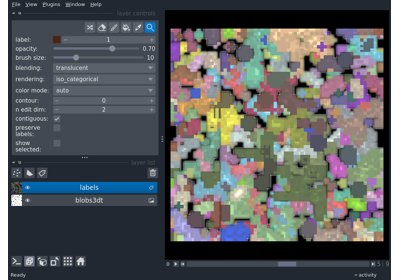 File View Plugins Window Help
layer controls
label: 1
opacity: 0.70
brush size: 10
blending: translucent
rendering: iso_categorical
color mode: auto
contour: 0
n edit dim: 2
contiguous:
preserve
labels:
show
selected:
layer list
labels
blobs3dt
Ready
activity